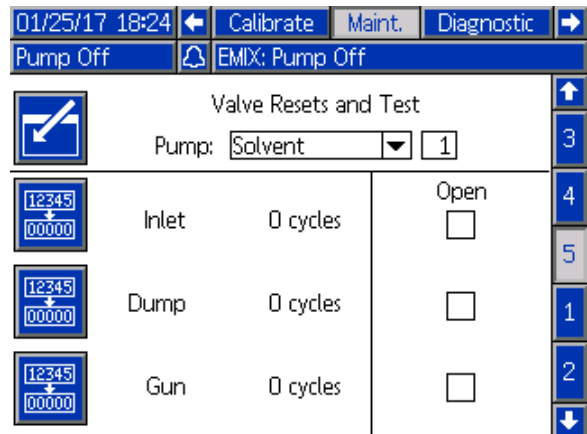 01/25/17 18:24 Calibrate Maint. Diagnostic
Pump Off EMIX: Pump Off
Valve Resets and Test
Pump: Solvent 1
Open
12345
00000
Inlet 0 cycles
12345
00000
Dump 0 cycles
12345
00000
Gun 0 cycles
3
4
5
1
2